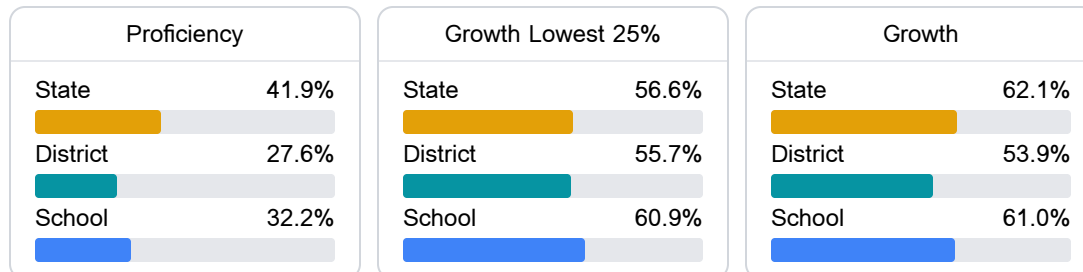 Proficiency
State 41.9%
District 27.6%
School 32.2%
Growth Lowest 25%
State 56.6%
District 55.7%
School 60.9%
Growth
State 62.1%
District 53.9%
School 61.0%